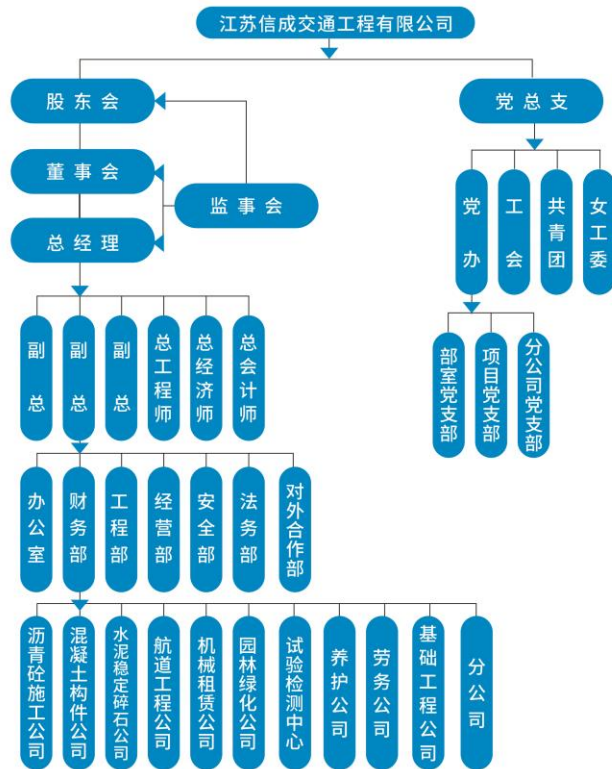 江苏信成交通工程有限公司
股东会
党总支
董事会
监事会
总经理
党办
工会
共青团
女工委
副总
副总
副总
总工程师
总经济师
总会计师
部室党支部
项目党支部
分公司党支部
办公室
财务部
工程部
经营部
安全部
法务部
对外合作部
沥青砼施工公司
混凝土构件公司
水泥稳定碎石公司
航道工程公司
机械租赁公司
园林绿化公司
试验检测中心
养护公司
劳务公司
基础工程公司
分公司